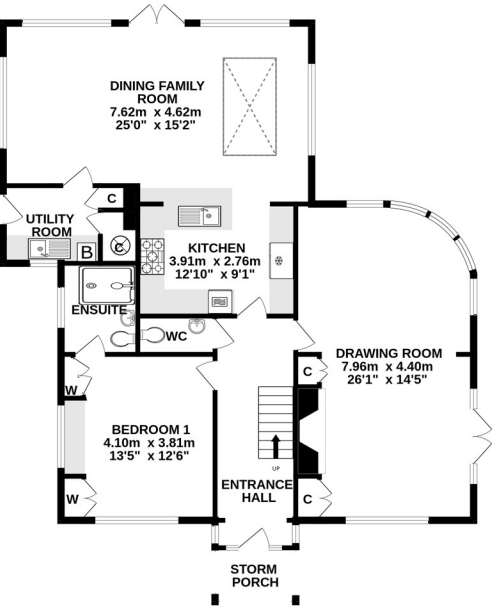 DINING FAMILY
ROOM
7.62m x 4.62m
25'0" x 15'2"
C
UTILITY
ROOM
B
C
KITCHEN
3.91m x 2.76m
12'10" x 9'1"
ENSUITE
WC
DRAWING ROOM
7.96m x 4.40m
26'1" x 14'5"
C
W
BEDROOM 1
4.10m x 3.81m
13'5" x 12'6"
UP
W
ENTRANCE
HALL
C
STORM
PORCH